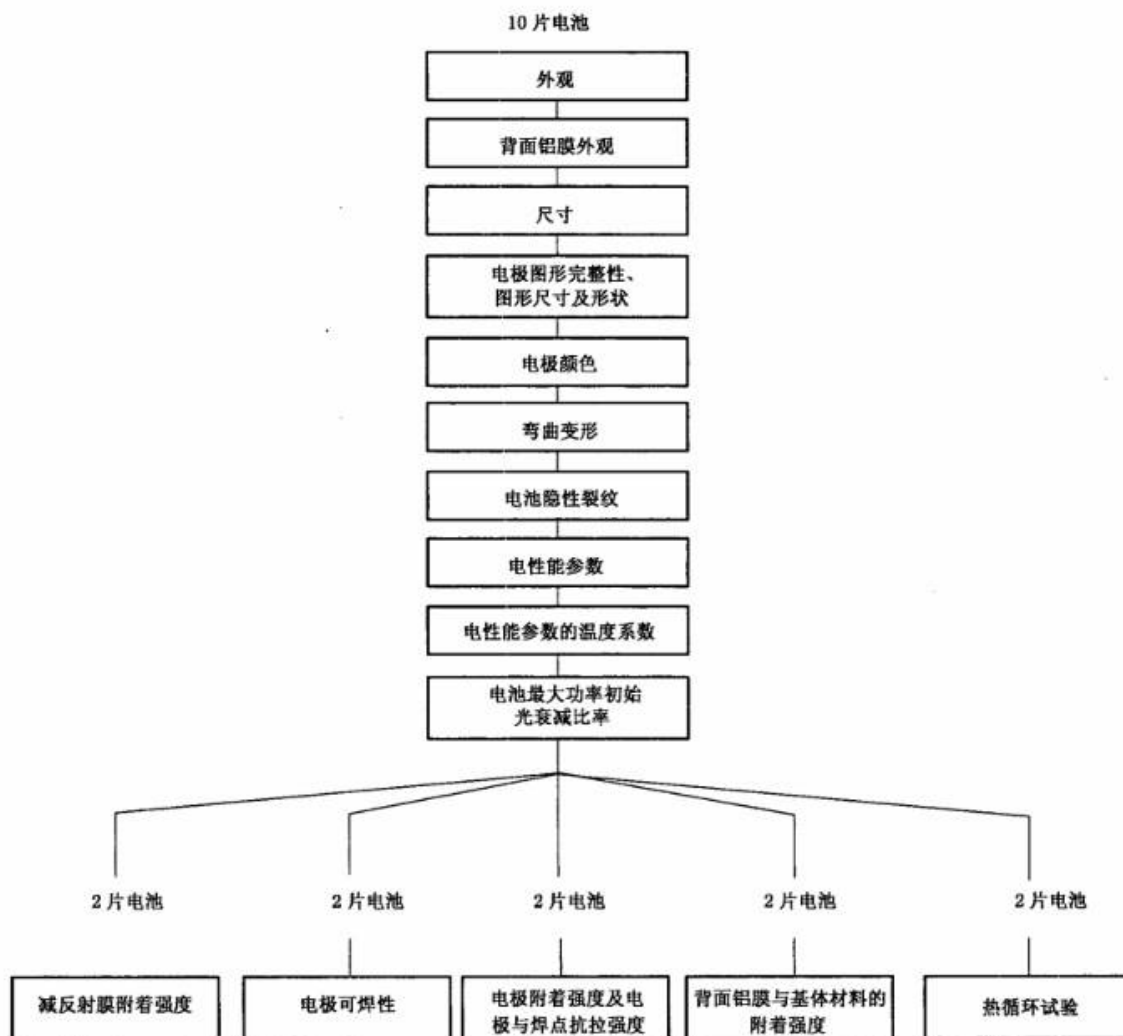 10 片电池
外观
背面铝膜外观
尺寸
电极图形完整性、
图形尺寸及形状
电极颜色
弯曲变形
电池隐性裂纹
电性能参数
电性能参数的温度系数
电池最大功率初始
光衰减比率
2 片电池
2 片电池
2 片电池
2 片电池
2 片电池
减反射膜附着强度
电极可焊性
电极附着强度及电
极与焊点抗拉强度
背面铝膜与基体材料的
附着强度
热循环试验